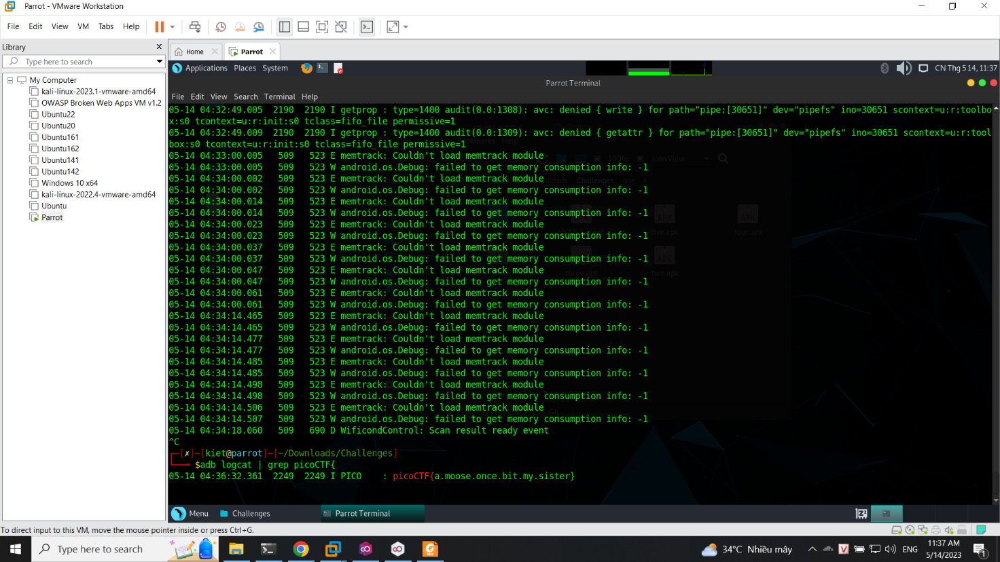 Parrot - VMware Workstation
File Edit View VM Tabs Help
Library
Home
Parrot
Type here to search
My Computer
kali-linux-2023.1-vmware-amd64
OWASP Broken Web Apps VM v1.2
Ubuntu22
Ubuntu20
Ubuntu161
Ubuntu162
Ubuntu141
Ubuntu142
Windows 10 x64
kali-linux-2022.4-vmware-amd64
Ubuntu
Parrot
Applications Places System
CN Thg 5 14, 11:37
Parrot Terminal
File Edit View Search Terminal Help
05-14 04:32:49.005 2190 2190 I getprop : type=1400 audit(0.0:1308): avc: denied { write } for path="pipe:[30651]" dev="pipefs" ino=30651 scontext=u:r:toolbo
x:s0 tcontext=u:r:init:s0 tclass=fifo_file permissive=1
05-14 04:32:49.009 2190 2190 I getprop : type=1400 audit(0.0:1309): avc: denied { getattr } for path="pipe:[30651]" dev="pipefs" ino=30651 scontext=u:r:tool
box:s0 tcontext=u:r:init:s0 tclass=fifo_file permissive=1
05-14 04:33:00.005 509 523 E memtrack: Couldn't load memtrack module
05-14 04:33:00.005 509 523 W android.os.Debug: failed to get memory consumption info: -1
05-14 04:34:00.002 509 523 E memtrack: Couldn't load memtrack module
05-14 04:34:00.002 509 523 W android.os.Debug: failed to get memory consumption info: -1
05-14 04:34:00.014 509 523 E memtrack: Couldn't load memtrack module
05-14 04:34:00.014 509 523 W android.os.Debug: failed to get memory consumption info: -1
05-14 04:34:00.023 509 523 E memtrack: Couldn't load memtrack module
05-14 04:34:00.023 509 523 W android.os.Debug: failed to get memory consumption info: -1
05-14 04:34:00.037 509 523 E memtrack: Couldn't load memtrack module
05-14 04:34:00.037 509 523 W android.os.Debug: failed to get memory consumption info: -1
05-14 04:34:00.047 509 523 E memtrack: Couldn't load memtrack module
05-14 04:34:00.047 509 523 W android.os.Debug: failed to get memory consumption info: -1
05-14 04:34:00.061 509 523 E memtrack: Couldn't load memtrack module
05-14 04:34:00.061 509 523 W android.os.Debug: failed to get memory consumption info: -1
05-14 04:34:14.465 509 523 E memtrack: Couldn't load memtrack module
05-14 04:34:14.465 509 523 W android.os.Debug: failed to get memory consumption info: -1
05-14 04:34:14.477 509 523 E memtrack: Couldn't load memtrack module
05-14 04:34:14.477 509 523 W android.os.Debug: failed to get memory consumption info: -1
05-14 04:34:14.485 509 523 E memtrack: Couldn't load memtrack module
05-14 04:34:14.485 509 523 W android.os.Debug: failed to get memory consumption info: -1
05-14 04:34:14.498 509 523 E memtrack: Couldn't load memtrack module
05-14 04:34:14.498 509 523 W android.os.Debug: failed to get memory consumption info: -1
05-14 04:34:14.506 509 523 E memtrack: Couldn't load memtrack module
05-14 04:34:14.507 509 523 W android.os.Debug: failed to get memory consumption info: -1
05-14 04:34:18.060 509 690 D WificondControl: Scan result ready event
^C
┌─[✗]─[kiet@parrot]─[~/Downloads/Challenges]
└──╼ $adb logcat | grep picoCTF{
05-14 04:36:32.361 2249 2249 I PICO : picoCTF{a.moose.once.bit.my.sister}
100%
Icon View
Challenges
five.apk
four.apk
three.apk
two.apk
Menu
Challenges
Parrot Terminal
To direct input to this VM, move the mouse pointer inside or press Ctrl+G.
Type here to search
34°C Nhiều mây
ENG
11:37 AM
5/14/2023
1